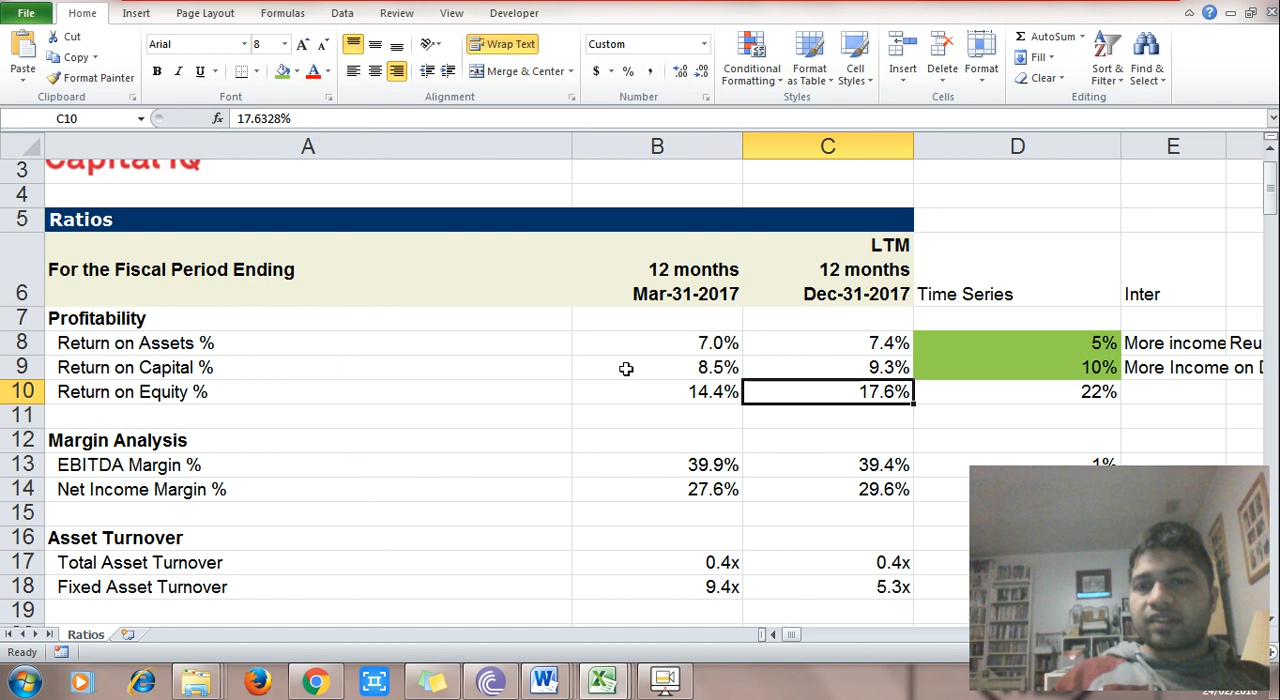 File Home Insert Page Layout Formulas Data Review View Developer
Cut Arial 8 Wrap Text Custom AutoSum
Copy Fill
Paste Format Painter B I U Merge & Center $ % , Conditional Formatting Format as Table Cell Styles Insert Delete Format Clear Sort & Filter Find & Select
Clipboard Font Alignment Number Styles Cells Editing
C10 fx 17.6328%
A B C D E
3 Capital IQ
4
5 Ratios
LTM
For the Fiscal Period Ending 12 months 12 months
6 Mar-31-2017 Dec-31-2017 Time Series Inter
7 Profitability
8 Return on Assets % 7.0% 7.4% 5% More income Reu
9 Return on Capital % 8.5% 9.3% 10% More Income on
10 Return on Equity % 14.4% 17.6% 22%
11
12 Margin Analysis
13 EBITDA Margin % 39.9% 39.4% 1%
14 Net Income Margin % 27.6% 29.6%
15
16 Asset Turnover
17 Total Asset Turnover 0.4x 0.4x
18 Fixed Asset Turnover 9.4x 5.3x
19
Ratios
Ready
24/02/2018